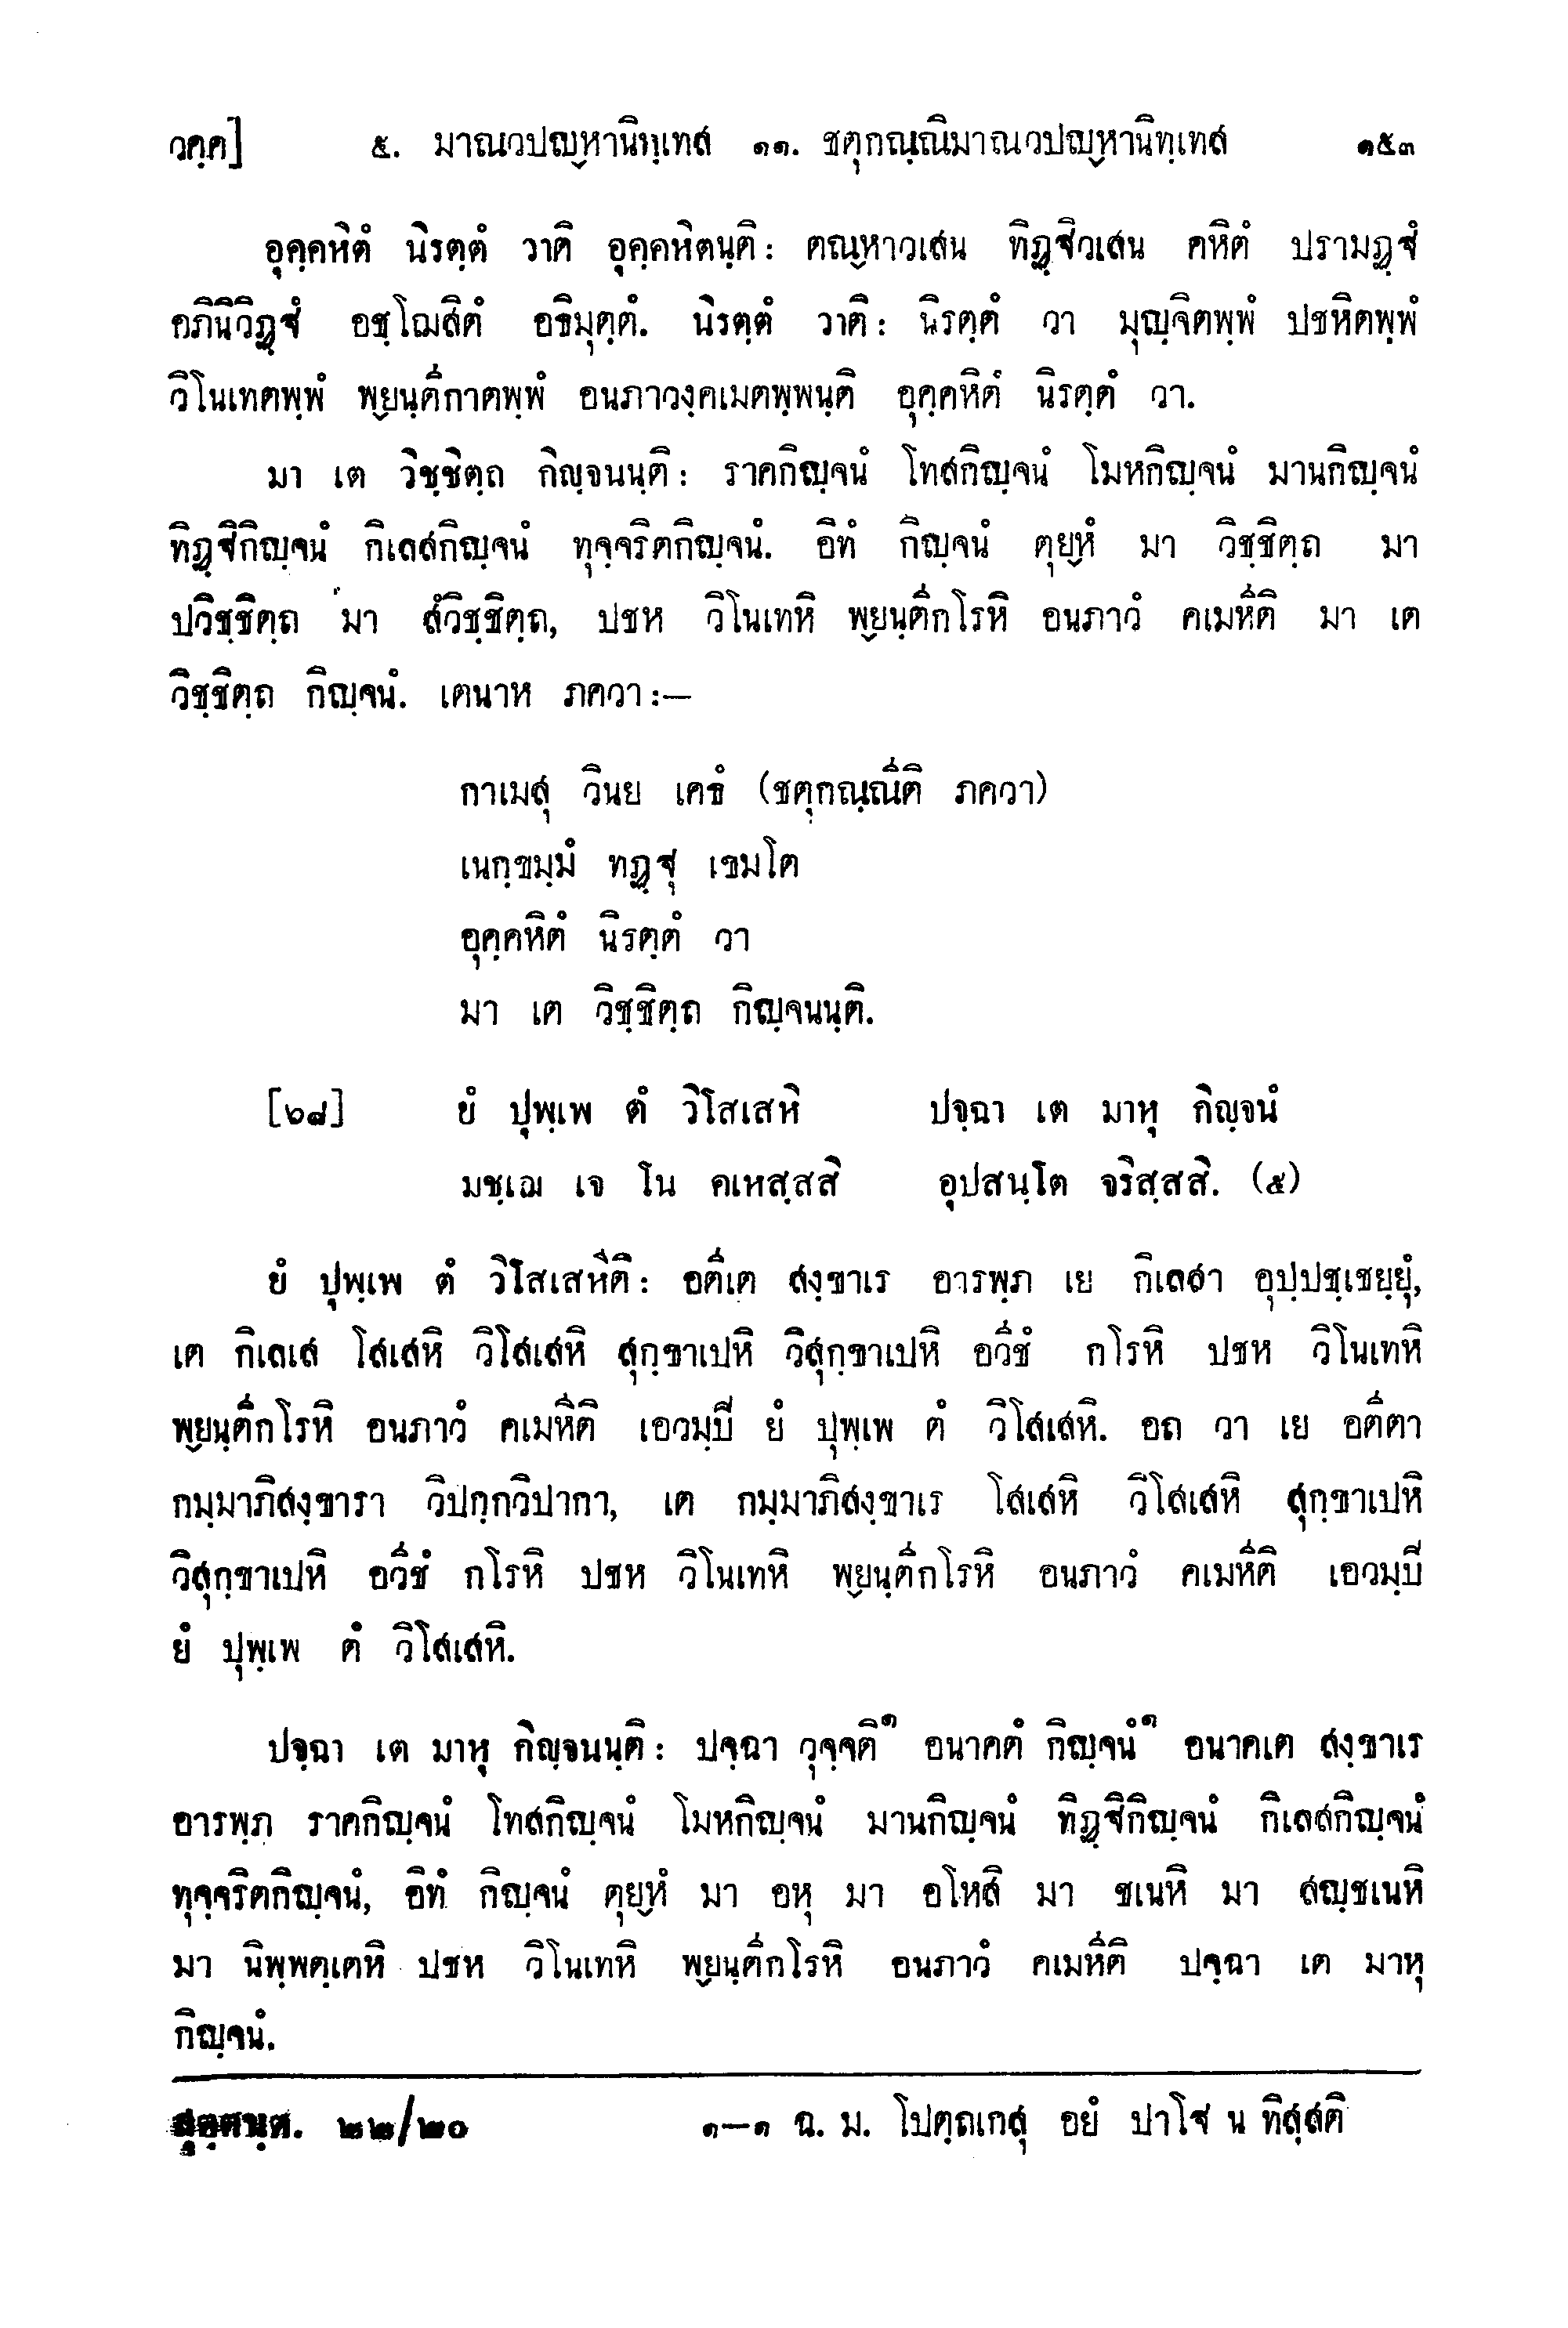 วคฺค]  ๕. มาณวปญฺหานิทฺเทส  ๑๑. ชตุกณฺณิมาณวปญฺหานิทฺเทส  ๑๕๓
อุคฺคหิตํ นิรตฺตํ วาติ อุคฺคหิตนฺติ: ตณฺหาวเสน ทิฏฺฐิวเสน คหิตํ ปรามฏฺฐํ
อภินิวิฏฺฐํ อชฺโฌสิตํ อธิมุตฺตํ. นิรตฺตํ วาติ: นิรตฺตํ วา มุญฺจิตพฺพํ ปชหิตพฺพํ
วิโนเทตพฺพํ พฺยนฺตีกาตพฺพํ อนภาวงฺคเมตพฺพนฺติ อุคฺคหิตํ นิรตฺตํ วา.
มา เต วิชฺชิตฺถ กิญฺจนนฺติ: ราคกิญฺจนํ โทสกิญฺจนํ โมหกิญฺจนํ มานกิญฺจนํ
ทิฏฺฐิกิญฺจนํ กิเลสกิญฺจนํ ทุจฺจริตกิญฺจนํ. อิทํ กิญฺจนํ ตุยฺหํ มา วิชฺชิตฺถ มา
ปวิชฺชิตฺถ มา สํวิชฺชิตฺถ, ปชห วิโนเทหิ พฺยนฺตีกโรหิ อนภาวํ คเมหีติ มา เต
วิชฺชิตฺถ กิญฺจนํ. เตนาห ภควา:—
กาเมสุ วินย เคธํ (ชตุกณฺณีติ ภควา)
เนกฺขมฺมํ ทฏฺฐุ เขมโต
อุคฺคหิตํ นิรตฺตํ วา
มา เต วิชฺชิตฺถ กิญฺจนนฺติ.
[๖๘]  ยํ ปุพฺเพ ตํ วิโสเสหิ  ปจฺฉา เต มาหุ กิญฺจนํ
มชฺเฌ เจ โน คเหสฺสสิ  อุปสนฺโต จริสฺสสิ. (๕)
ยํ ปุพฺเพ ตํ วิโสเสหีติ: อตีเต สงฺขาเร อารพฺภ เย กิเลสา อุปฺปชฺเชยฺยุํ,
เต กิเลเส โสเสหิ วิโสเสหิ สุกฺขาเปหิ วิสุกฺขาเปหิ อวีชํ กโรหิ ปชห วิโนเทหิ
พฺยนฺตีกโรหิ อนภาวํ คเมหีติ เอวมฺปิ ยํ ปุพฺเพ ตํ วิโสเสหิ. อถ วา เย อตีตา
กมฺมาภิสงฺขารา วิปกฺกวิปากา, เต กมฺมาภิสงฺขาเร โสเสหิ วิโสเสหิ สุกฺขาเปหิ
วิสุกฺขาเปหิ อวีชํ กโรหิ ปชห วิโนเทหิ พฺยนฺตีกโรหิ อนภาวํ คเมหีติ เอวมฺปิ
ยํ ปุพฺเพ ตํ วิโสเสหิ.
ปจฺฉา เต มาหุ กิญฺจนนฺติ: ปจฺฉา วุจฺจติ๑ อนาคตํ กิญฺจนํ๑ อนาคเต สงฺขาเร
อารพฺภ ราคกิญฺจนํ โทสกิญฺจนํ โมหกิญฺจนํ มานกิญฺจนํ ทิฏฺฐิกิญฺจนํ กิเลสกิญฺจนํ
ทุจฺจริตกิญฺจนํ, อิทํ กิญฺจนํ ตุยฺหํ มา อหุ มา อโหสิ มา ชเนหิ มา สญฺชเนหิ
มา นิพฺพตฺเตหิ ปชห วิโนเทหิ พฺยนฺตีกโรหิ อนภาวํ คเมหีติ ปจฺฉา เต มาหุ
กิญฺจนํ.
สุตฺตนฺต. ๒๒/๒๐  ๑—๑ ฉ. ม. โปตฺถเกสุ อยํ ปาโฐ น ทิสฺสติ